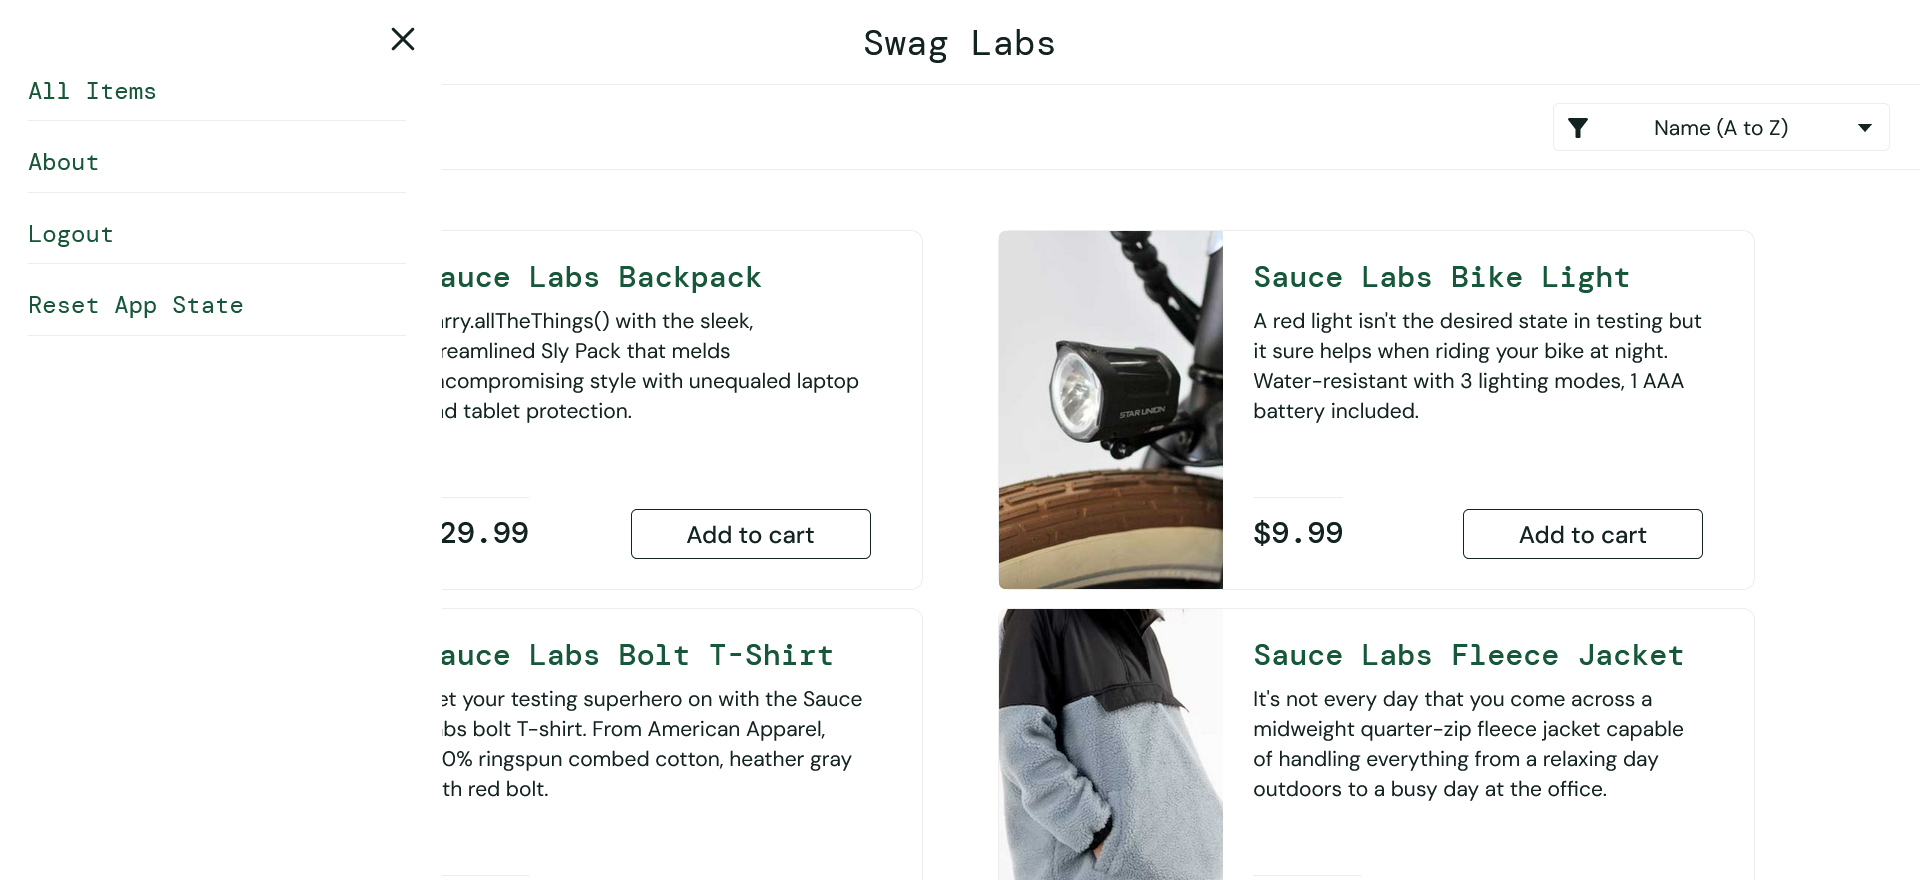 All Items
About
Logout
Reset App State
Swag Labs
Name (A to Z)
auce Labs Backpack
rry.allTheThings() with the sleek,
reamlined Sly Pack that melds
compromising style with unequaled laptop
d tablet protection.
29.99
Add to cart
Sauce Labs Bike Light
A red light isn't the desired state in testing but
it sure helps when riding your bike at night.
Water-resistant with 3 lighting modes, 1 AAA
battery included.
$9.99
Add to cart
STAR UNION
auce Labs Bolt T-Shirt
et your testing superhero on with the Sauce
bs bolt T-shirt. From American Apparel,
0% ringspun combed cotton, heather gray
th red bolt.
Sauce Labs Fleece Jacket
It's not every day that you come across a
midweight quarter-zip fleece jacket capable
of handling everything from a relaxing day
outdoors to a busy day at the office.